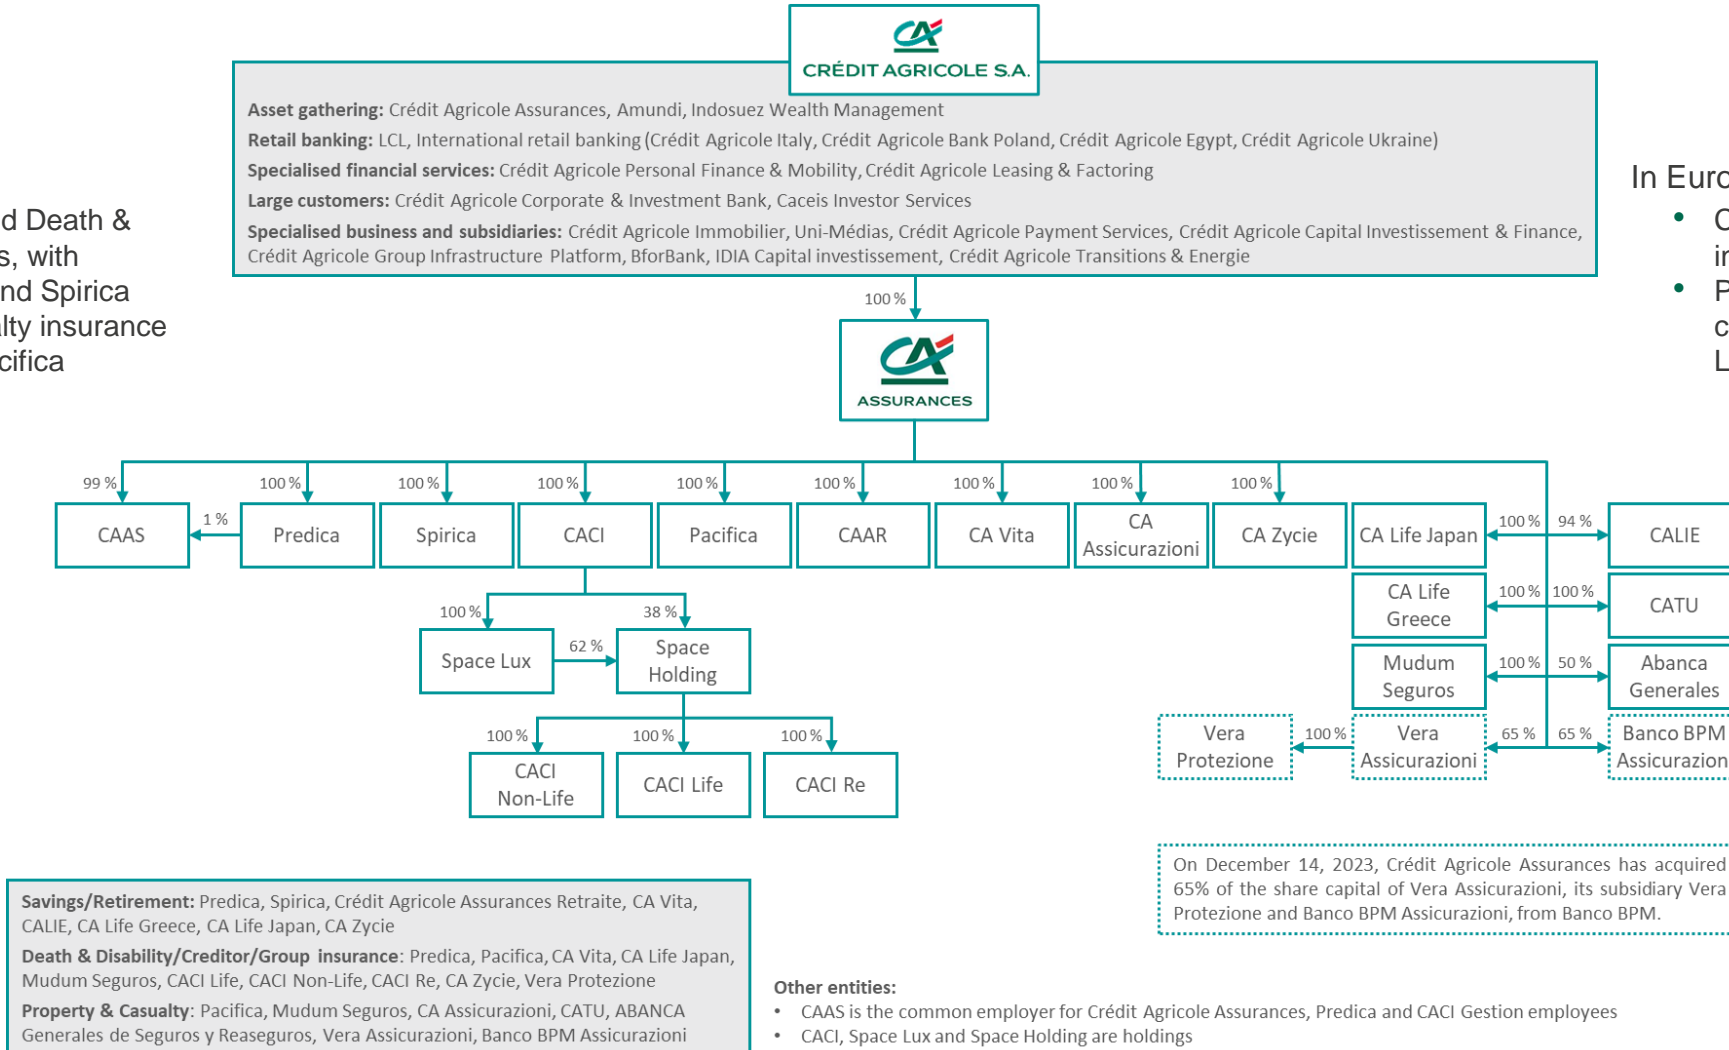 CRÉDIT AGRICOLE S.A.
Asset gathering: Crédit Agricole Assurances, Amundi, Indosuez Wealth Management
Retail banking: LCL, International retail banking (Crédit Agricole Italy, Crédit Agricole Bank Poland, Crédit Agricole Egypt, Crédit Agricole Ukraine)
Specialised financial services: Crédit Agricole Personal Finance & Mobility, Crédit Agricole Leasing & Factoring
Large customers: Crédit Agricole Corporate & Investment Bank, Caceis Investor Services
Specialised business and subsidiaries: Crédit Agricole Immobilier, Uni-Médias, Crédit Agricole Payment Services, Crédit Agricole Capital Investissement & Finance,
Crédit Agricole Group Infrastructure Platform, BforBank, IDIA Capital investissement, Crédit Agricole Transitions & Energie
d Death &
s, with
nd Spirica
alty insurance
cifica
In Euro
• C
in
• P
c
L
100 %
ASSURANCES
99 % 100 % 100 % 100 % 100 % 100 % 100 % 100 % 100 %
CAAS 1 % Predica Spirica CACI Pacifica CAAR CA Vita CA Assicurazioni CA Zycie CA Life Japan 100 % 94 % CALIE
CA Life Greece 100 % 100 % CATU
100 % 38 %
Space Lux 62 % Space Holding
Mudum Seguros 100 % 50 % Abanca Generales
100 % 100 % 100 %
Vera Protezione 100 % Vera Assicurazioni 65 % 65 % Banco BPM Assicurazion
CACI Non-Life CACI Life CACI Re
On December 14, 2023, Crédit Agricole Assurances has acquired
65% of the share capital of Vera Assicurazioni, its subsidiary Vera
Protezione and Banco BPM Assicurazioni, from Banco BPM.
Savings/Retirement: Predica, Spirica, Crédit Agricole Assurances Retraite, CA Vita,
CALIE, CA Life Greece, CA Life Japan, CA Zycie
Death & Disability/Creditor/Group insurance: Predica, Pacifica, CA Vita, CA Life Japan,
Mudum Seguros, CACI Life, CACI Non-Life, CACI Re, CA Zycie, Vera Protezione
Property & Casualty: Pacifica, Mudum Seguros, CA Assicurazioni, CATU, ABANCA
Generales de Seguros y Reaseguros, Vera Assicurazioni, Banco BPM Assicurazioni
Other entities:
• CAAS is the common employer for Crédit Agricole Assurances, Predica and CACI Gestion employees
• CACI, Space Lux and Space Holding are holdings